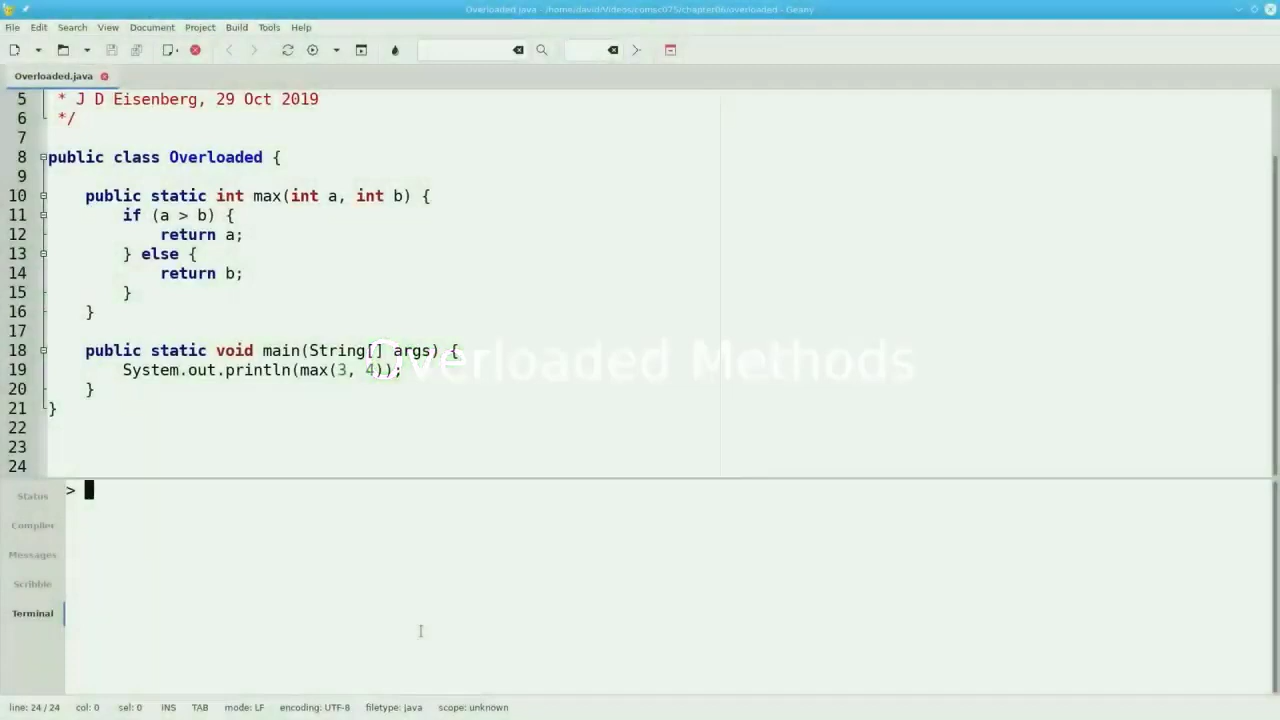 Overloaded.java - /home/david/Videos/comsc075/chapter06/overloaded - Geany
File Edit Search View Document Project Build Tools Help
Overloaded.java
5 * J D Eisenberg, 29 Oct 2019
6 */
7
8 public class Overloaded {
9
10 public static int max(int a, int b) {
11 if (a > b) {
12 return a;
13 } else {
14 return b;
15 }
16 }
17
18 public static void main(String[] args) {
19 System.out.println(max(3, 4));
20 }
21 }
22
23
24
Overloaded Methods
>
Status
Compiler
Messages
Scribble
Terminal
line: 24 / 24 col: 0 sel: 0 INS TAB mode: LF encoding: UTF-8 filetype: java scope: unknown